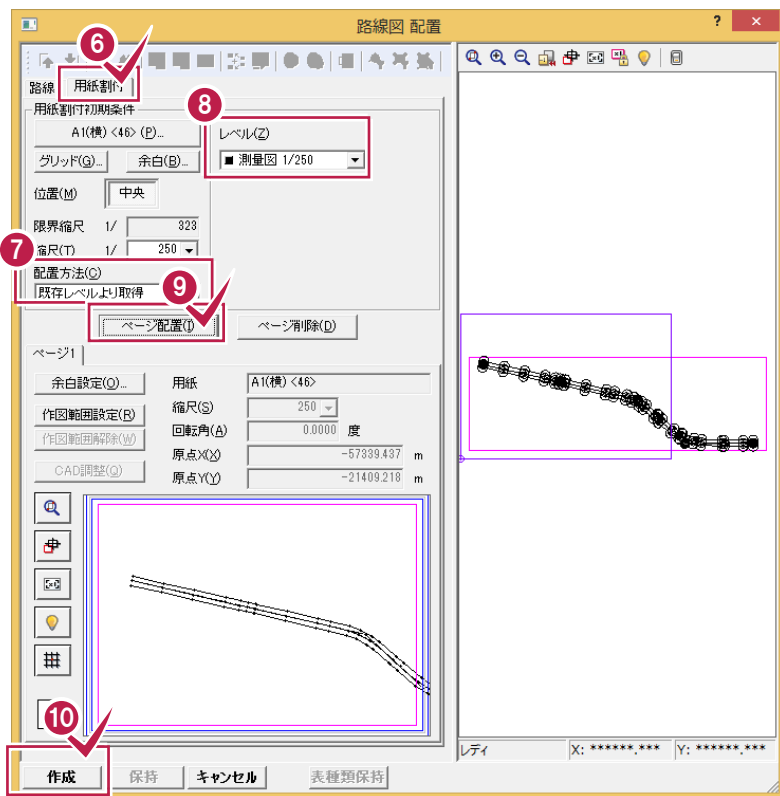 路線図 配置
? ×
6
路線 用紙割付
用紙割付初期条件
8
A1(横) <46> (P)...
レベル(Z)
グリッド(G)... 余白(B)...
■ 測量図 1/250
位置(M) 中央
限界縮尺 1/ 323
7
縮尺(T) 1/ 250
配置方法(C)
9
既存レベルより取得
ページ配置(I) ページ削除(D)
ページ1
余白設定(O)... 用紙 A1(横) <46>
作図範囲設定(R) 縮尺(S) 250
作図範囲解除(W) 回転角(A) 0.0000 度
CAD調整(Q) 原点X(X) -57339.437 m
原点Y(Y) -21409.218 m
10
レディ X: ******.*** Y: ******.***
作成 保持 キャンセル 表種類保持